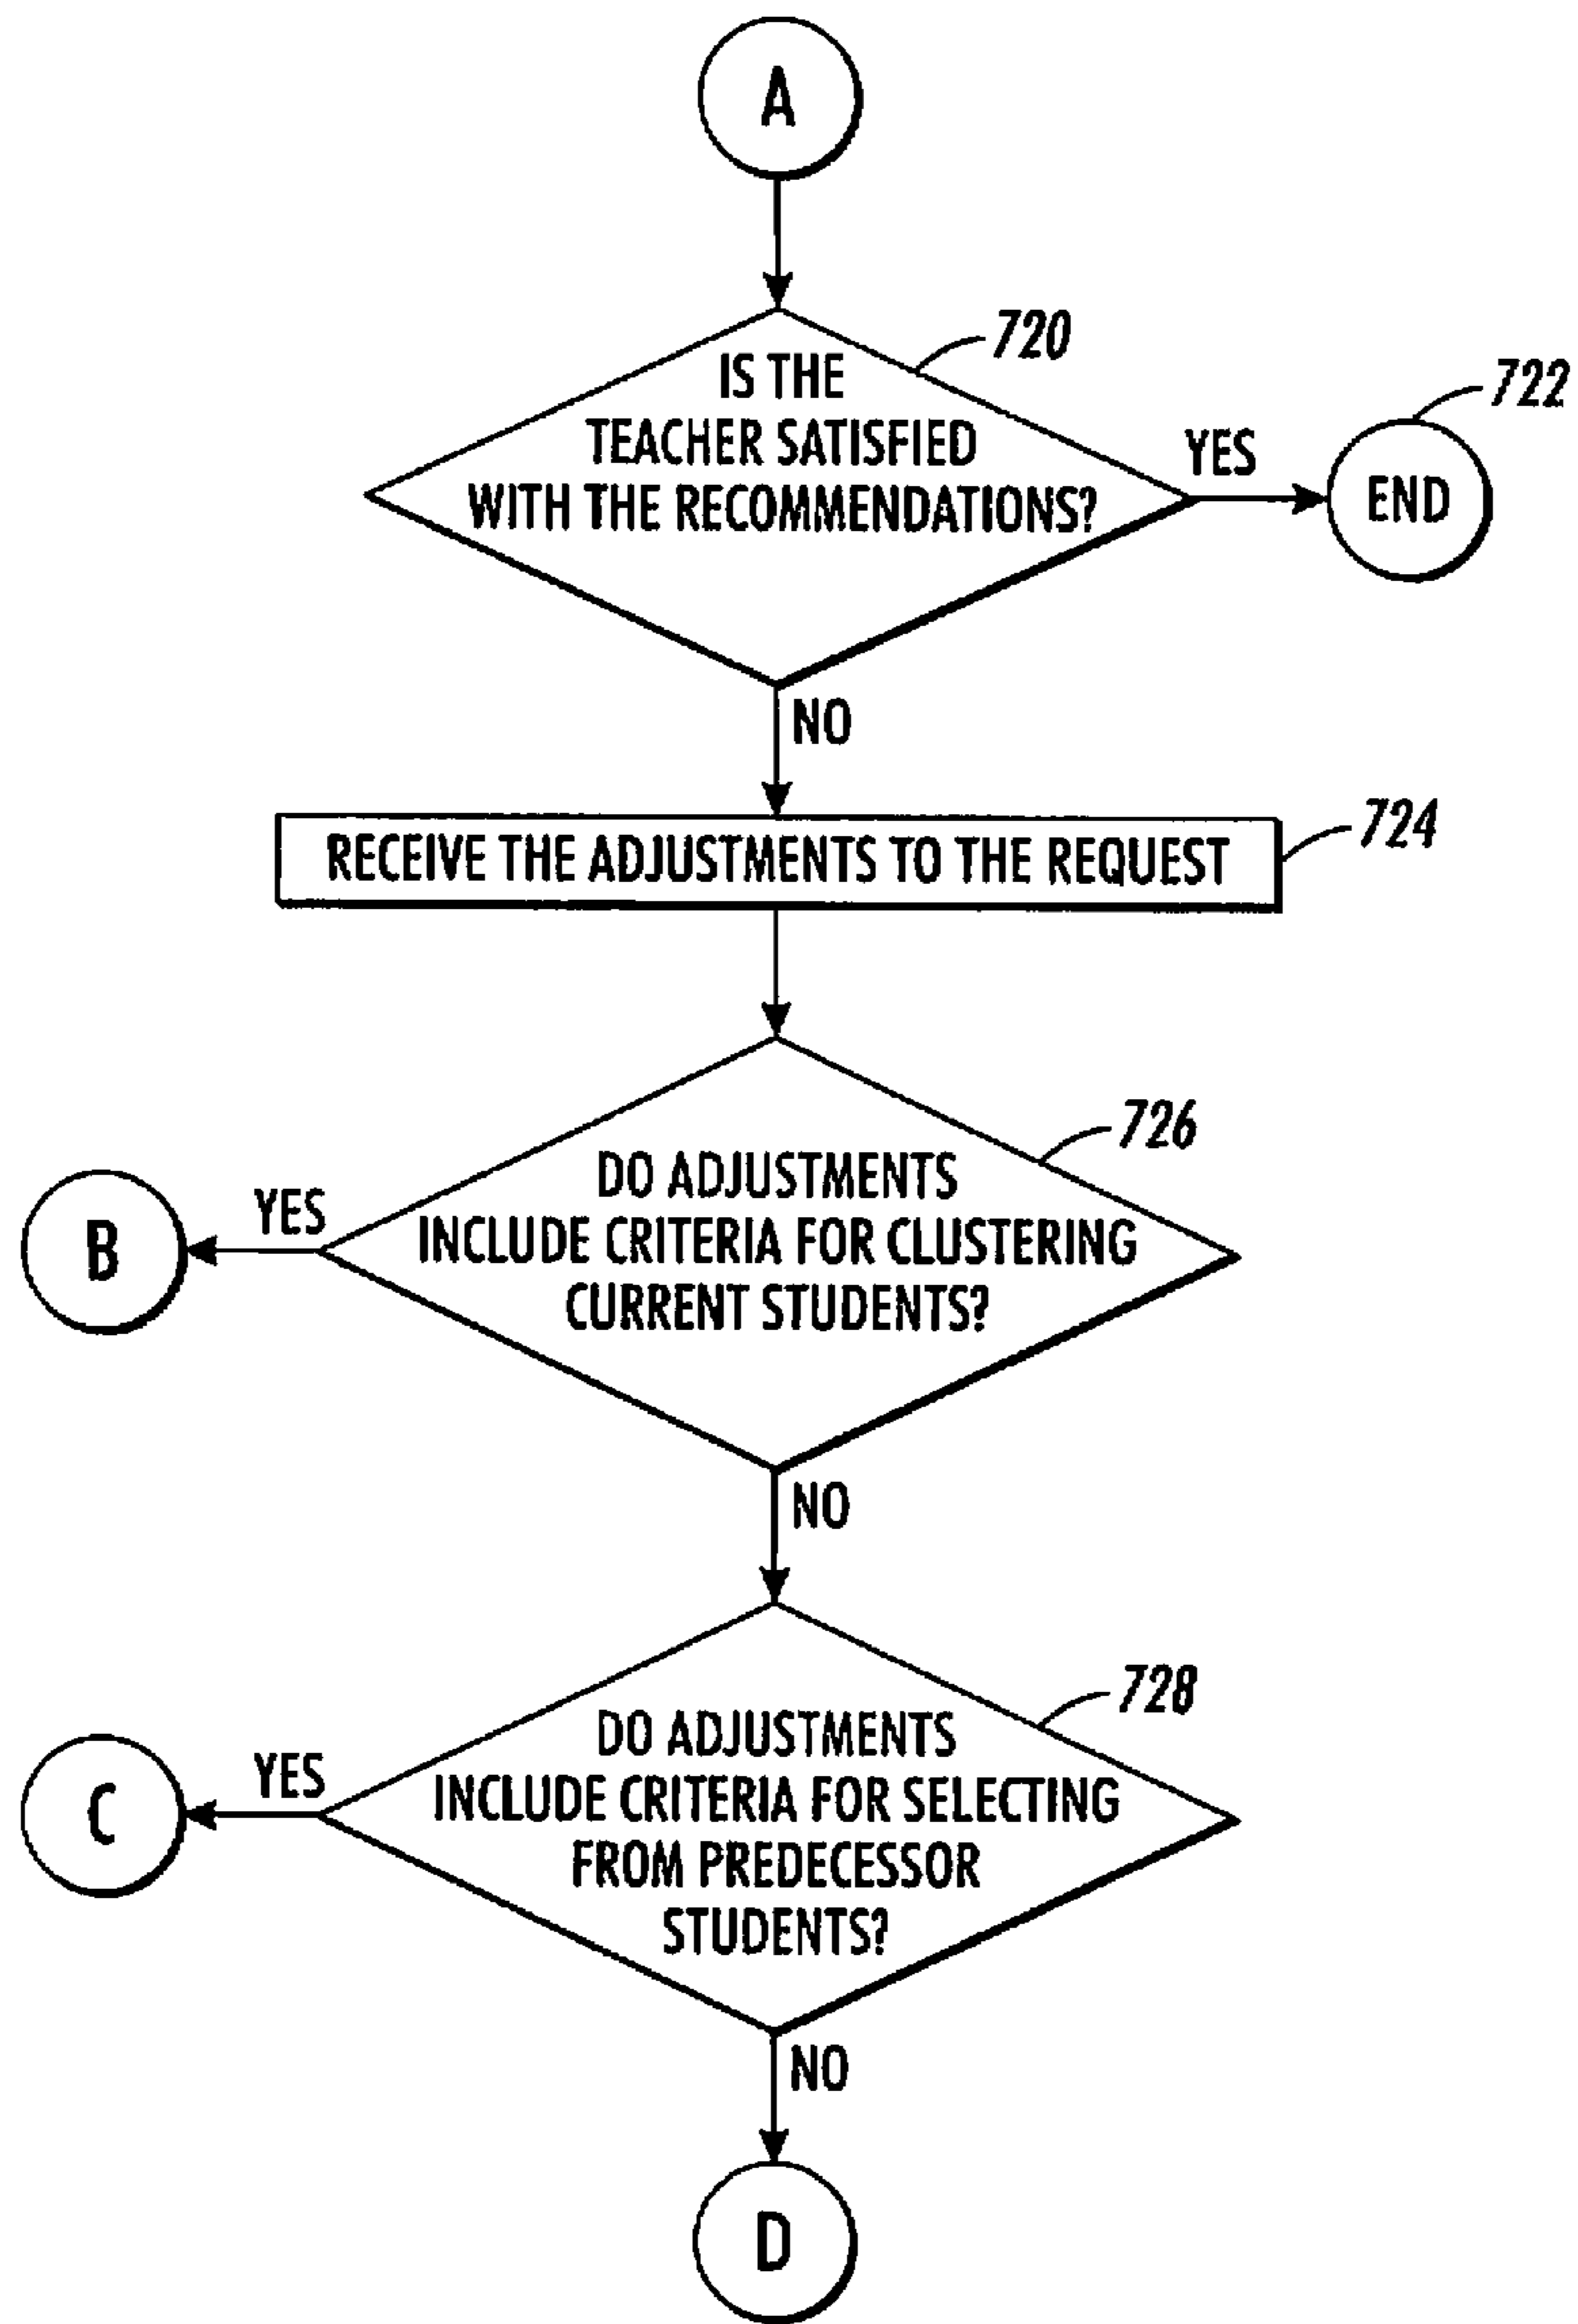 A
720
IS THE
TEACHER SATISFIED
WITH THE RECOMMENDATIONS?
YES
722
END
NO
RECEIVE THE ADJUSTMENTS TO THE REQUEST
724
726
DO ADJUSTMENTS
INCLUDE CRITERIA FOR CLUSTERING
CURRENT STUDENTS?
YES
B
NO
728
DO ADJUSTMENTS
INCLUDE CRITERIA FOR SELECTING
FROM PREDECESSOR
STUDENTS?
YES
C
NO
D